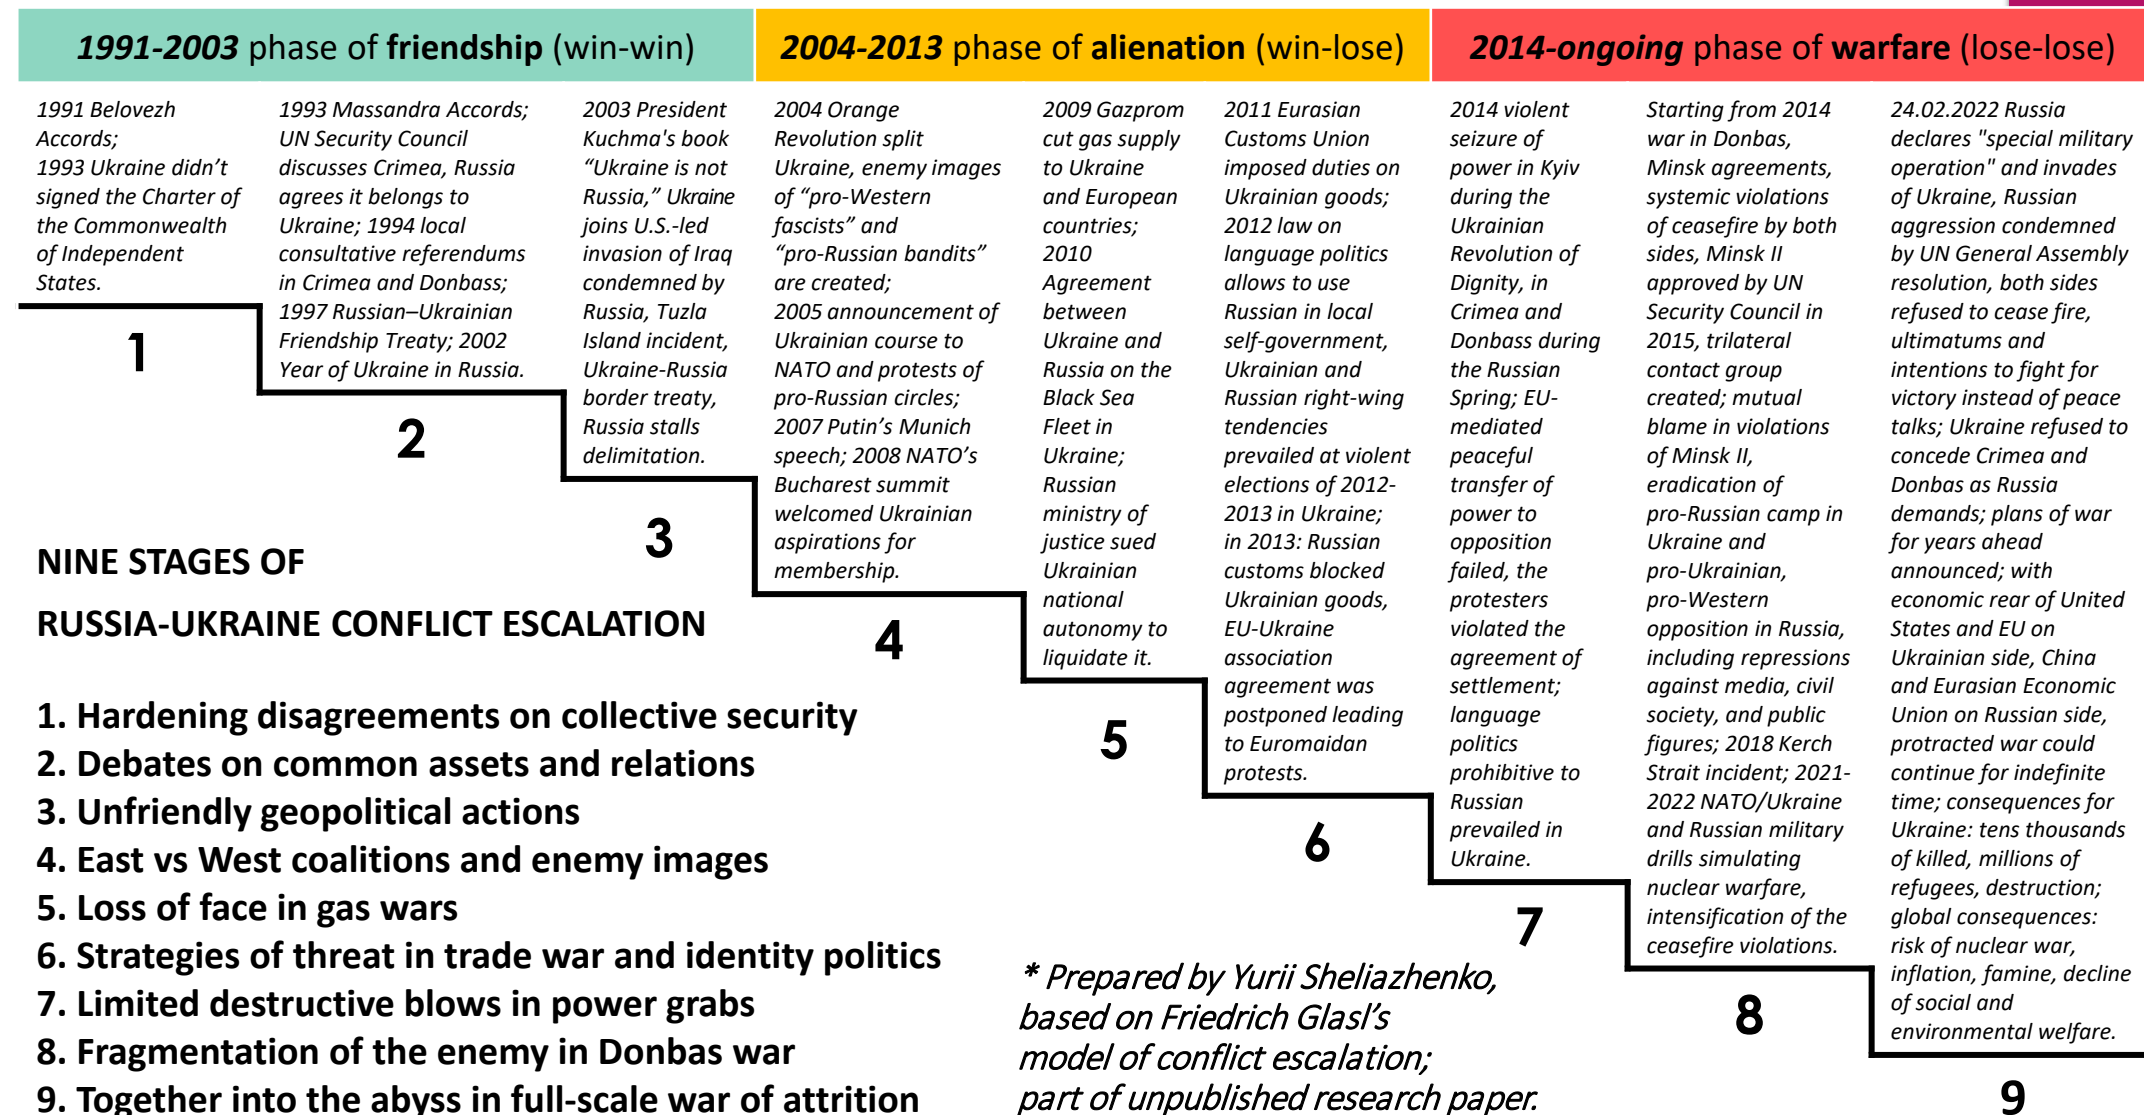 1991-2003 phase of friendship (win-win)
2004-2013 phase of alienation (win-lose)
2014-ongoing phase of warfare (lose-lose)
1991 Belovezh
Accords;
1993 Ukraine didn't
signed the Charter of
the Commonwealth
of Independent
States.
1
1993 Massandra Accords;
UN Security Council
discusses Crimea, Russia
agrees it belongs to
Ukraine; 1994 local
consultative referendums
in Crimea and Donbass;
1997 Russian–Ukrainian
Friendship Treaty; 2002
Year of Ukraine in Russia.
2
2003 President
Kuchma's book
“Ukraine is not
Russia,” Ukraine
joins U.S.-led
invasion of Iraq
condemned by
Russia, Tuzla
Island incident,
Ukraine-Russia
border treaty,
Russia stalls
delimitation.
3
2004 Orange
Revolution split
Ukraine, enemy images
of “pro-Western
fascists” and
“pro-Russian bandits”
are created;
2005 announcement of
Ukrainian course to
NATO and protests of
pro-Russian circles;
2007 Putin’s Munich
speech; 2008 NATO’s
Bucharest summit
welcomed Ukrainian
aspirations for
membership.
4
2009 Gazprom
cut gas supply
to Ukraine
and European
countries;
2010
Agreement
between
Ukraine and
Russia on the
Black Sea
Fleet in
Ukraine;
Russian
ministry of
justice sued
Ukrainian
national
autonomy to
liquidate it.
5
2011 Eurasian
Customs Union
imposed duties on
Ukrainian goods;
2012 law on
language politics
allows to use
Russian in local
self-government,
Ukrainian and
Russian right-wing
tendencies
prevailed at violent
elections of 2012-
2013 in Ukraine;
in 2013: Russian
customs blocked
Ukrainian goods,
EU-Ukraine
association
agreement was
postponed leading
to Euromaidan
protests.
6
2014 violent
seizure of
power in Kyiv
during the
Ukrainian
Revolution of
Dignity, in
Crimea and
Donbass during
the Russian
Spring; EU-
mediated
peaceful
transfer of
power to
opposition
failed, the
protesters
violated the
agreement of
settlement;
language
politics
prohibitive to
Russian
prevailed in
Ukraine.
7
Starting from 2014
war in Donbas,
Minsk agreements,
systemic violations
of ceasefire by both
sides, Minsk II
approved by UN
Security Council in
2015, trilateral
contact group
created; mutual
blame in violations
of Minsk II,
eradication of
pro-Russian camp in
Ukraine and
pro-Ukrainian,
pro-Western
opposition in Russia,
including repressions
against media, civil
society, and public
figures; 2018 Kerch
Strait incident; 2021-
2022 NATO/Ukraine
and Russian military
drills simulating
nuclear warfare,
intensification of the
ceasefire violations.
8
24.02.2022 Russia
declares "special military
operation" and invades
of Ukraine, Russian
aggression condemned
by UN General Assembly
resolution, both sides
refused to cease fire,
ultimatums and
intentions to fight for
victory instead of peace
talks; Ukraine refused to
concede Crimea and
Donbas as Russia
demands; plans of war
for years ahead
announced; with
economic rear of United
States and EU on
Ukrainian side, China
and Eurasian Economic
Union on Russian side,
protracted war could
continue for indefinite
time; consequences for
Ukraine: tens thousands
of killed, millions of
refugees, destruction;
global consequences:
risk of nuclear war,
inflation, famine, decline
of social and
environmental welfare.
9
NINE STAGES OF
RUSSIA-UKRAINE CONFLICT ESCALATION
1. Hardening disagreements on collective security
2. Debates on common assets and relations
3. Unfriendly geopolitical actions
4. East vs West coalitions and enemy images
5. Loss of face in gas wars
6. Strategies of threat in trade war and identity politics
7. Limited destructive blows in power grabs
8. Fragmentation of the enemy in Donbas war
9. Together into the abyss in full-scale war of attrition
* Prepared by Yurii Sheliazhenko,
based on Friedrich Glasl’s
model of conflict escalation;
part of unpublished research paper.